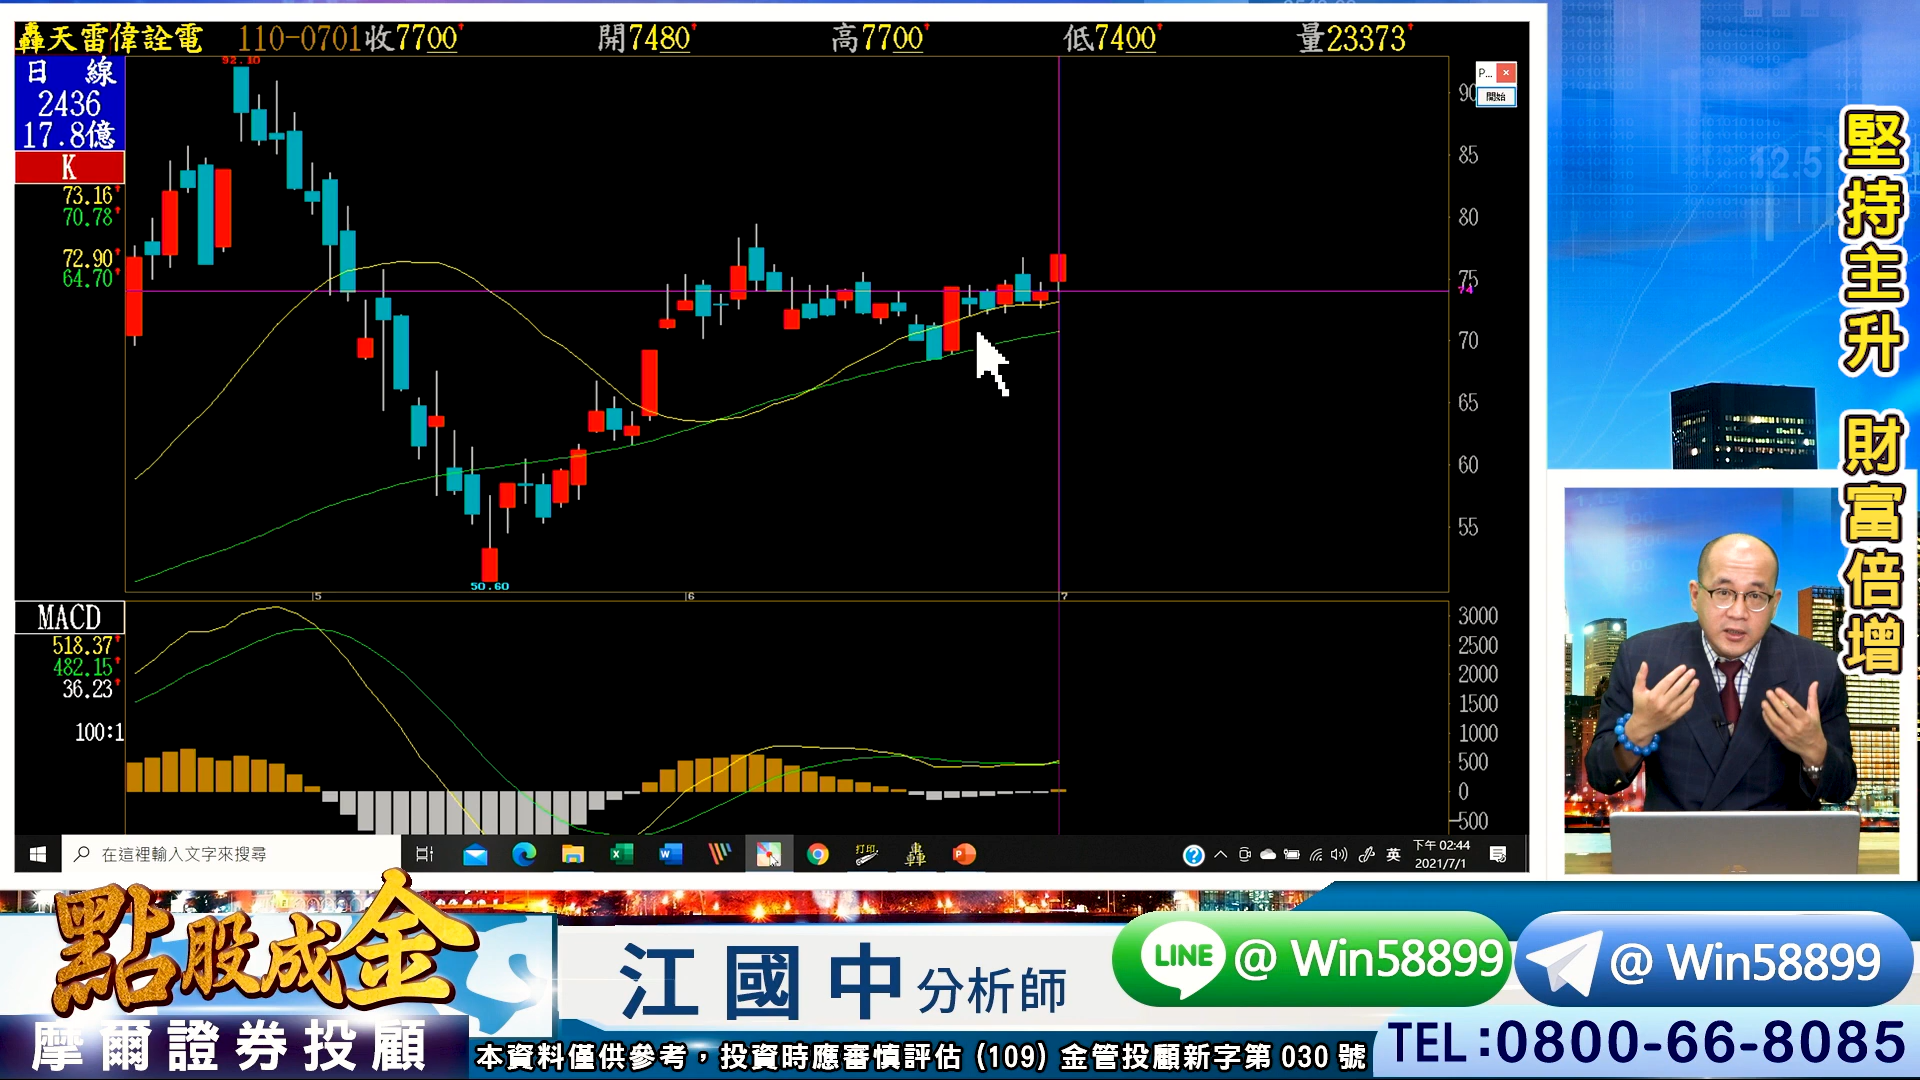 轟天雷偉詮電 110-0701收7700 開7480 高7700 低7400 量23373
日 線
2436
17.8億
K
73.16
70.78
72.90
64.70
92.10
50.60
90
85
80
75
74
70
65
60
55
P...
開始
5 6 7
MACD
518.37
482.15
36.23
100:1
3000
2500
2000
1500
1000
500
0
-500
在這裡輸入文字來搜尋
打印
轟
英
下午 02:44
2021/7/1
堅持主升 財富倍增
點股成金
摩爾證券投顧
江國中 分析師
LINE @ Win58899
@ Win58899
TEL:0800-66-8085
本資料僅供參考，投資時應審慎評估 (109) 金管投顧新字第 030 號